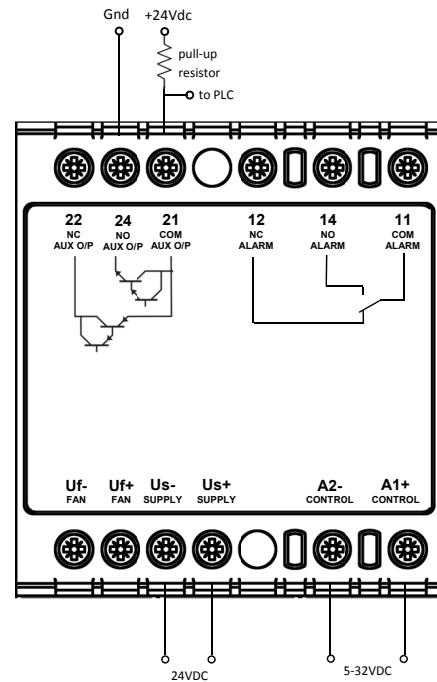 Gnd +24Vdc
pull-up
resistor
to PLC
22 24 21 12 14 11
NC NO COM NC NO COM
AUX O/P AUX O/P AUX O/P ALARM ALARM ALARM
Uf- Uf+ Us- Us+ A2- A1+
FAN FAN SUPPLY SUPPLY CONTROL CONTROL
24VDC 5-32VDC